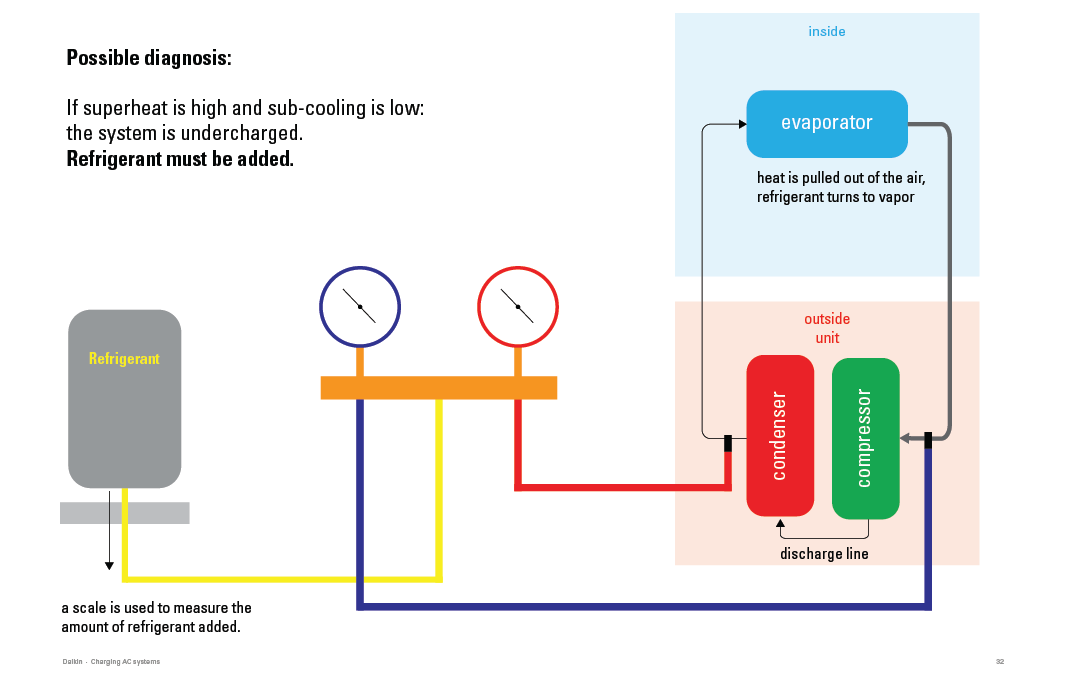 Possible diagnosis:
If superheat is high and sub-cooling is low:
the system is undercharged.
Refrigerant must be added.
inside
evaporator
heat is pulled out of the air,
refrigerant turns to vapor
outside
unit
condenser
compressor
discharge line
Refrigerant
a scale is used to measure the
amount of refrigerant added.
Daikin - Charging AC systems
32